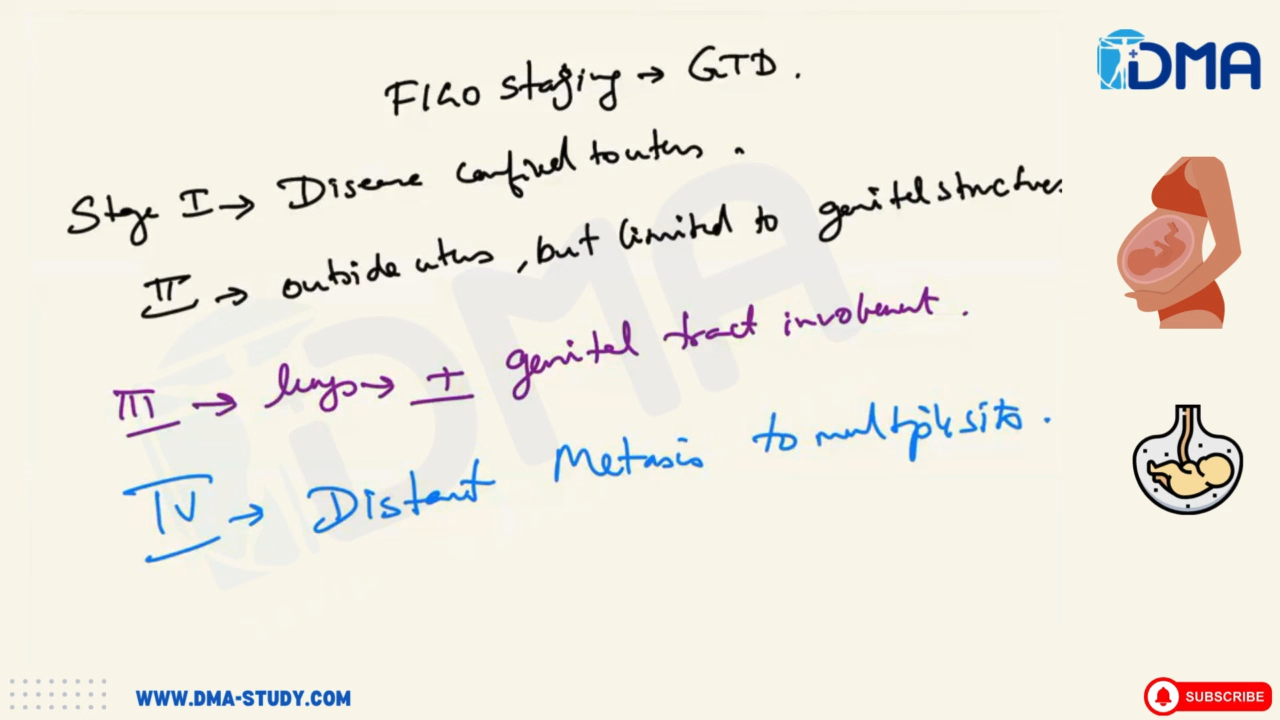 FIGO staging → GTD.
DMA
Stage I → Disease confined to uterus.
II → outside uterus, but limited to genital structures
III → lungs → ± genital tract involvement.
IV → Distant Metasis to multiple sites.
WWW.DMA-STUDY.COM
SUBSCRIBE